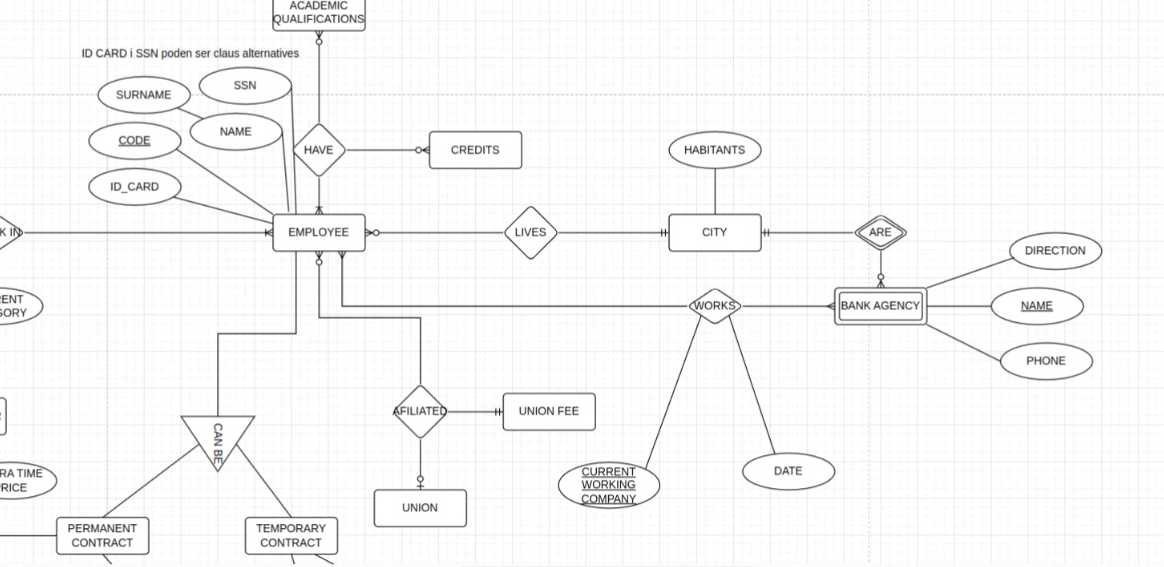 ACADEMIC
QUALIFICATIONS
ID CARD i SSN poden ser claus alternatives
SSN
SURNAME
NAME
CODE
HAVE
CREDITS
HABITANTS
ID_CARD
K IN
EMPLOYEE
LIVES
CITY
ARE
DIRECTION
ENT
GORY
WORKS
BANK AGENCY
NAME
PHONE
AFILIATED
UNION FEE
CAN BE
RA TIME
RICE
CURRENT
WORKING
COMPANY
DATE
UNION
PERMANENT
CONTRACT
TEMPORARY
CONTRACT